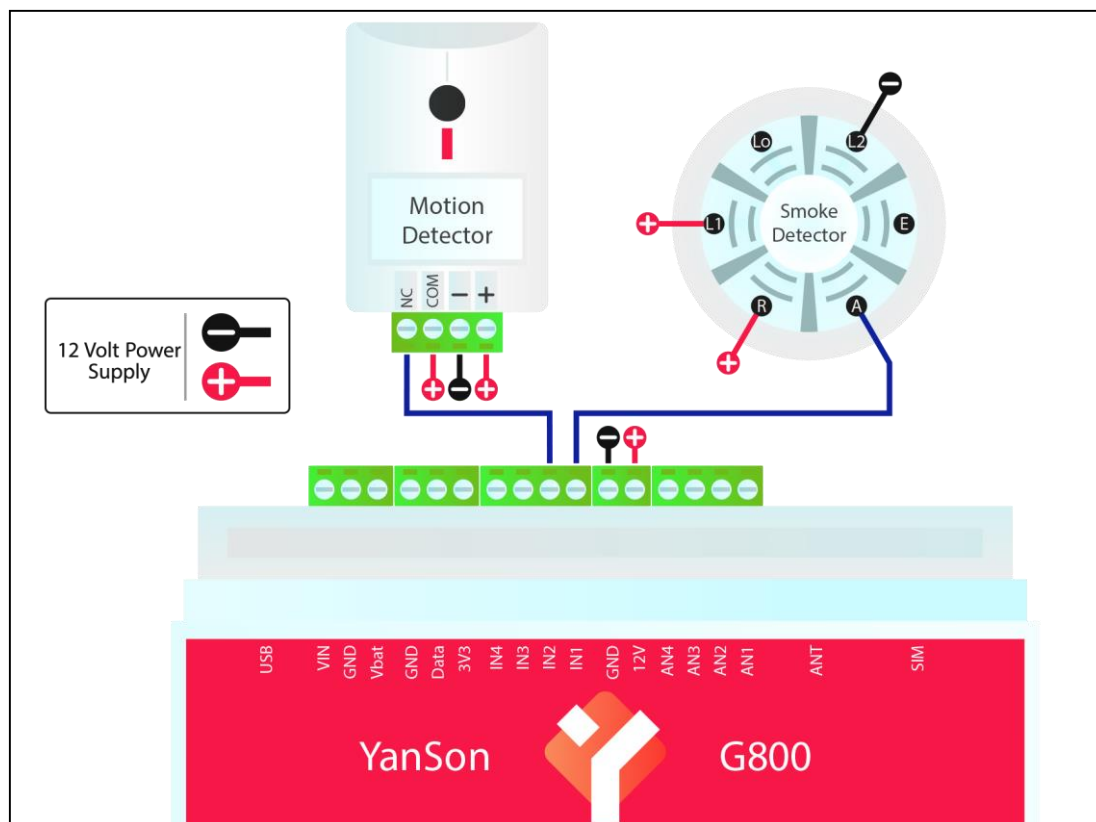 Motion
Detector
NC COM − +
Lo L2
L1 E
R A
Smoke
Detector
12 Volt Power
Supply
− +
USB VIN GND Vbat GND Data 3V3 IN4 IN3 IN2 IN1 GND 12V AN4 AN3 AN2 AN1 ANT SIM
YanSon G800